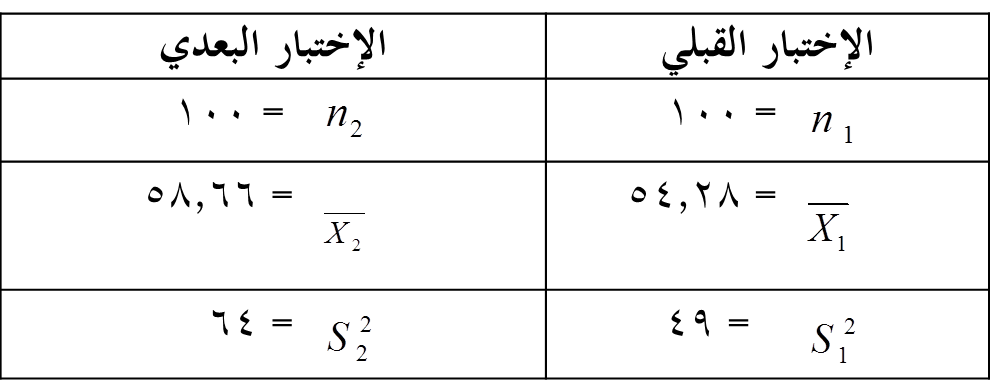 الإختبار القبلي	الإختبار البعدي
n₁ = ١٠٠	n₂ = ١٠٠
X̅₁ = ٥٤,٢٨	X̅₂ = ٥٨,٦٦
S₁² = ٤٩	S₂² = ٦٤